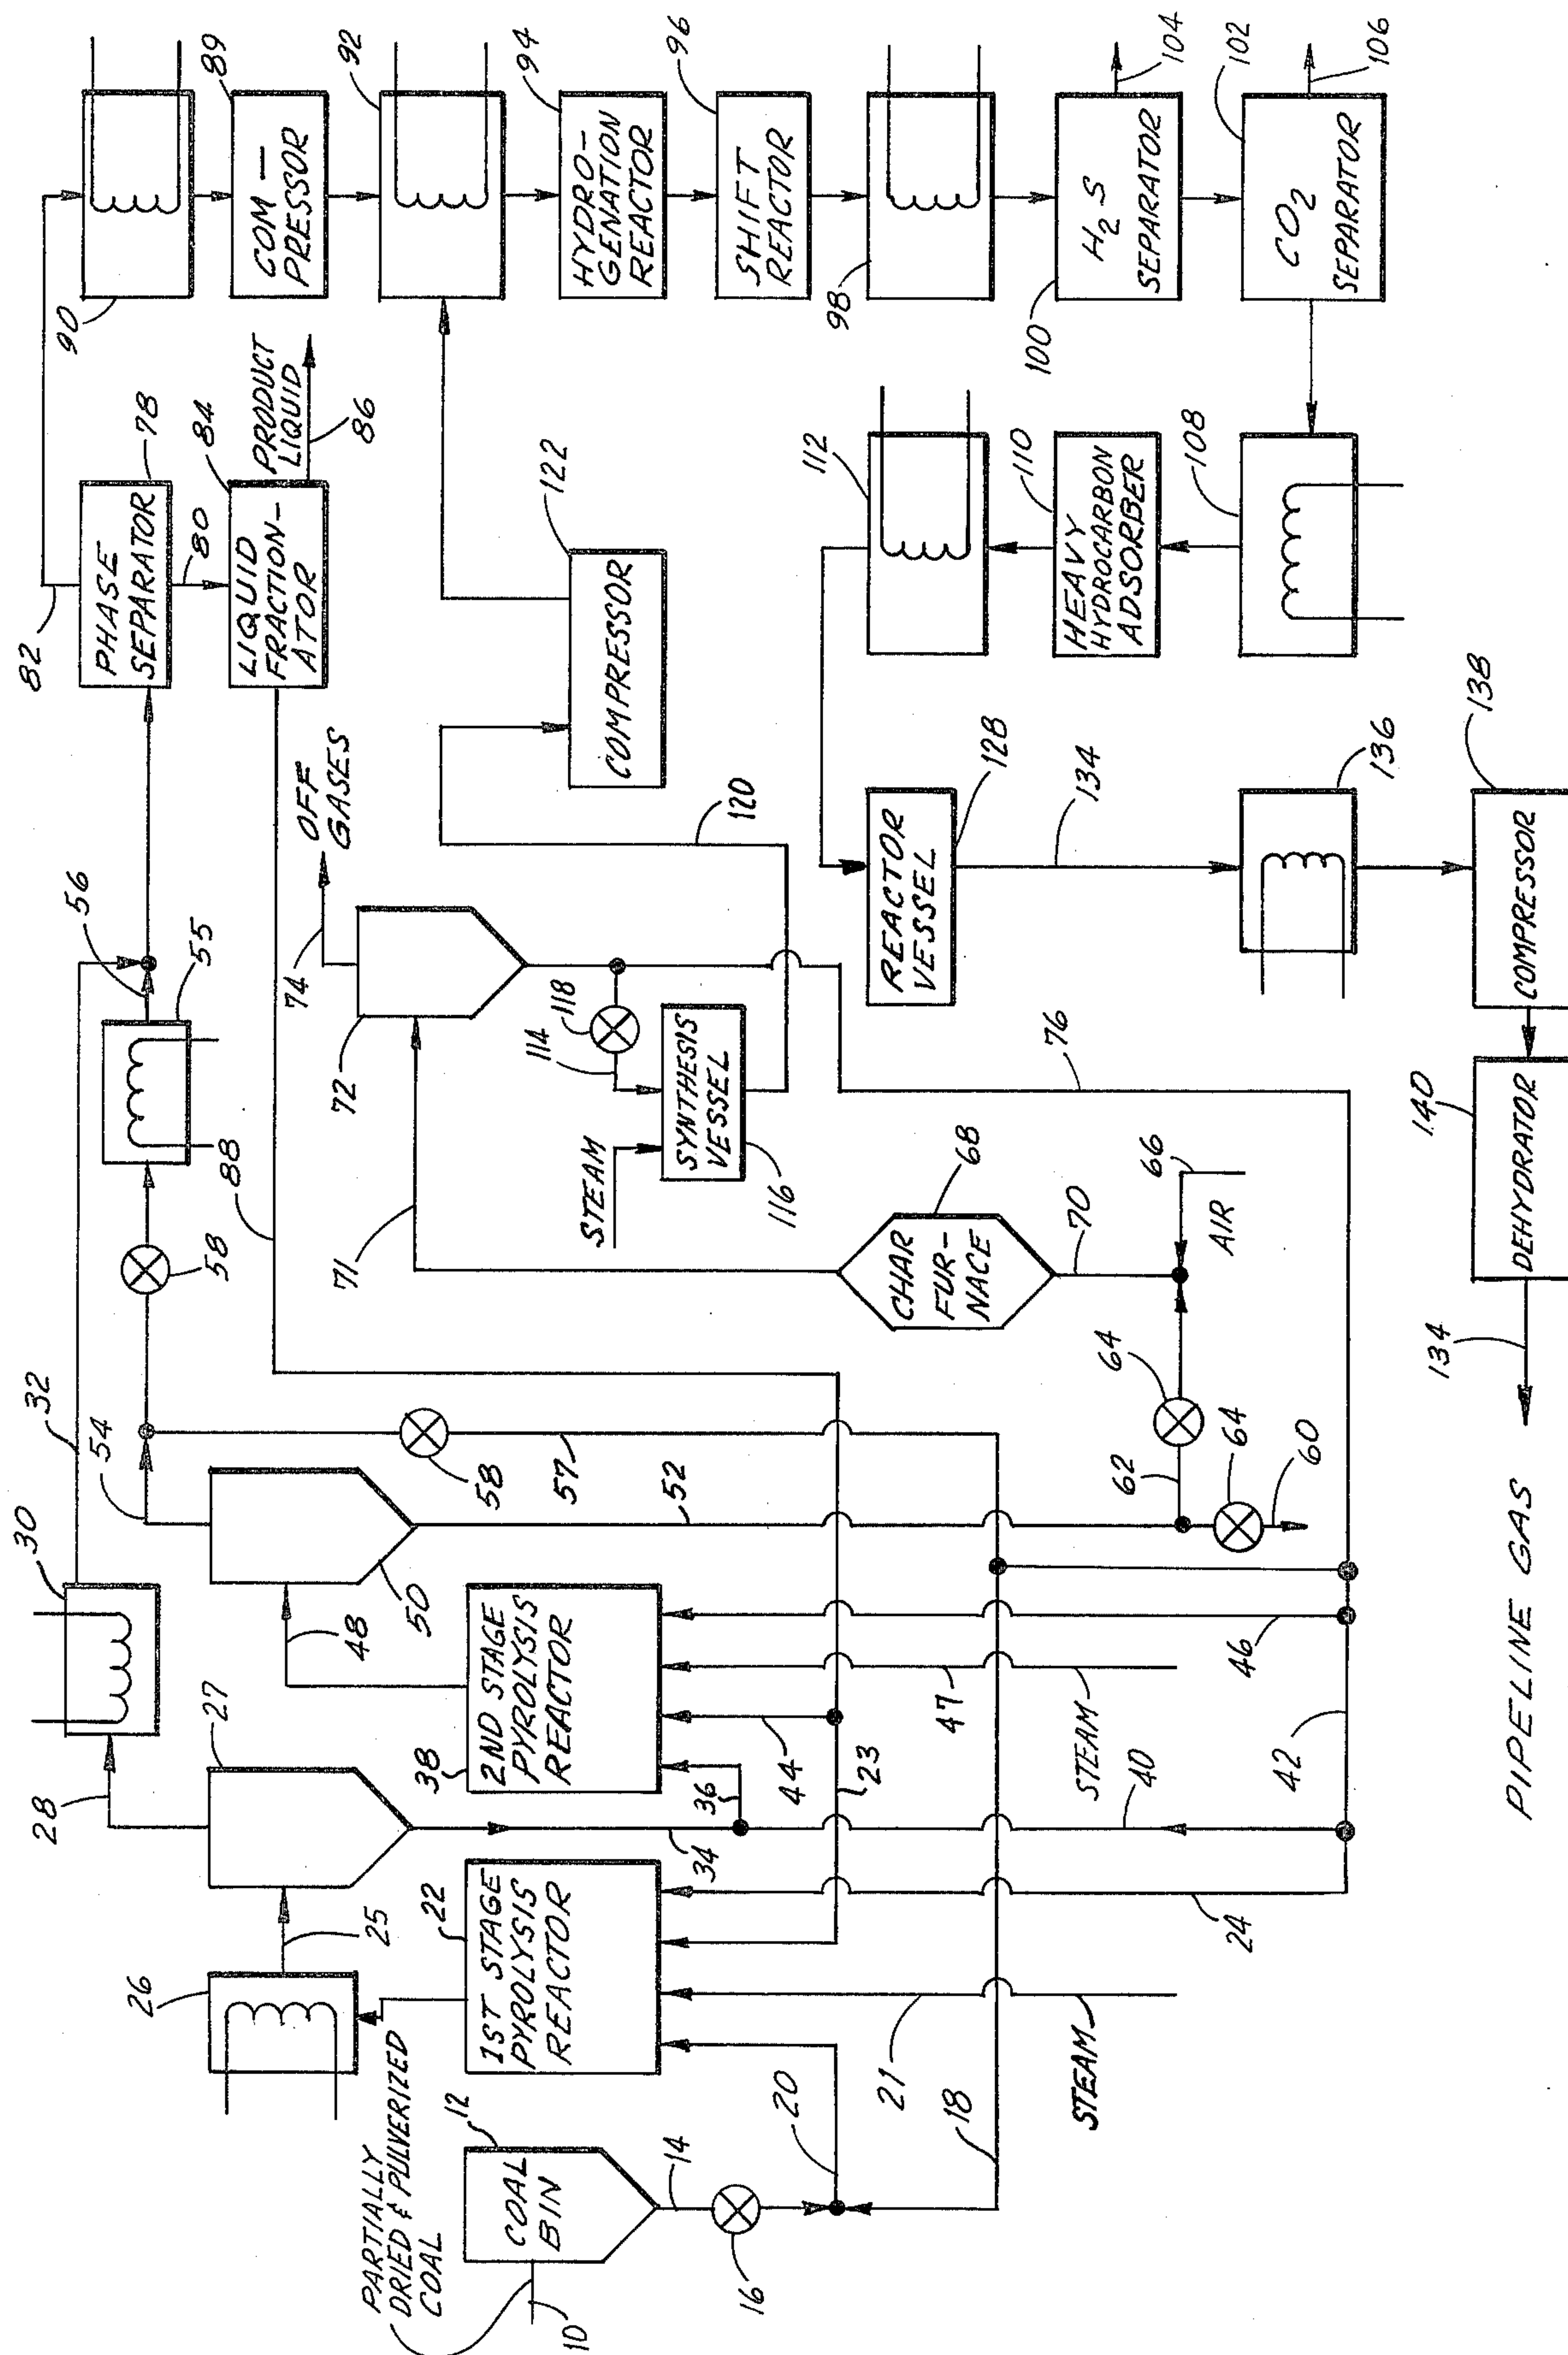 PARTIALLY
DRIED & PULVERIZED
COAL
10
12
COAL
BIN
14
16
20
18
21
STEAM
26
25
1ST STAGE
PYROLYSIS
REACTOR
22
24
28
27
30
32
34
36
38
2ND STAGE
PYROLYSIS
REACTOR
23
44
47
STEAM
40
42
46
48
50
54
52
57
58
58
55
56
88
62
64
64
60
66
AIR
70
CHAR
FUR-
NACE
68
71
72
74
OFF
GASES
76
118
114
STEAM
SYNTHESIS
VESSEL
116
120
COMPRESSOR
122
82
PHASE
SEPARATOR
78
80
LIQUID
FRACTION-
ATOR
84
PRODUCT
LIQUID
86
90
COM-
PRESSOR
89
92
HYDRO-
GENATION
REACTOR
94
SHIFT
REACTOR
96
98
100
H2S
SEPARATOR
104
CO2
SEPARATOR
102
106
108
HEAVY
HYDROCARBON
ADSORBER
110
112
REACTOR
VESSEL
128
134
136
COMPRESSOR
138
DEHYDRATOR
140
134
PIPELINE GAS